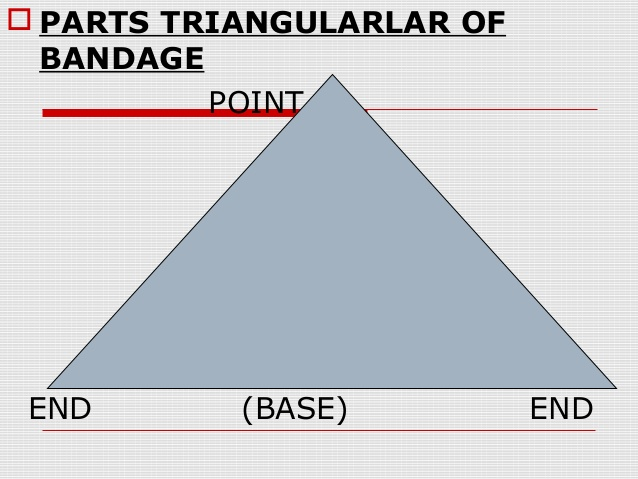 PARTS TRIANGULARLAR OF
BANDAGE
POINT
END (BASE) END